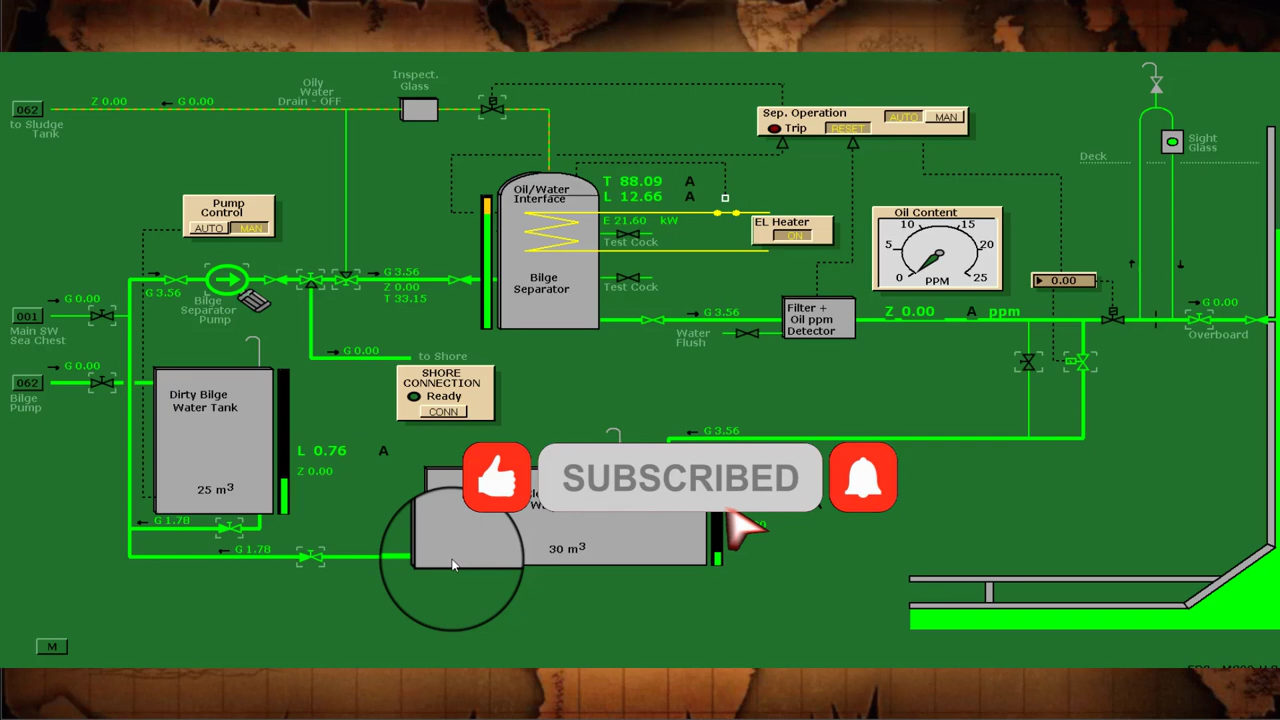 Inspect.
Glass
Oily
Water
Drain - OFF
062
Z 0.00
G 0.00
to Sludge
Tank
Sep. Operation
AUTO
MAN
Trip
RESET
Sight
Glass
Deck
Oil/Water
Interface
T 88.09 A
L 12.66 A
E 21.60 kW
Test Cock
EL Heater
ON
Pump
Control
AUTO
MAN
Oil Content
0
5
10
15
20
25
PPM
G 3.56
Bilge
Separator
Pump
G 3.56
Z 0.00
T 33.15
Bilge
Separator
Test Cock
0.00
001
G 0.00
Main SW
Sea Chest
G 3.56
Water
Flush
Filter +
Oil ppm
Detector
Z 0.00 A ppm
G 0.00
Overboard
G 0.00
to Shore
062
G 0.00
Bilge
Pump
SHORE
CONNECTION
Ready
CONN
Dirty Bilge
Water Tank
25 m3
L 0.76 A
Z 0.00
G 3.56
SUBSCRIBED
G 1.78
G 1.78
30 m3
M